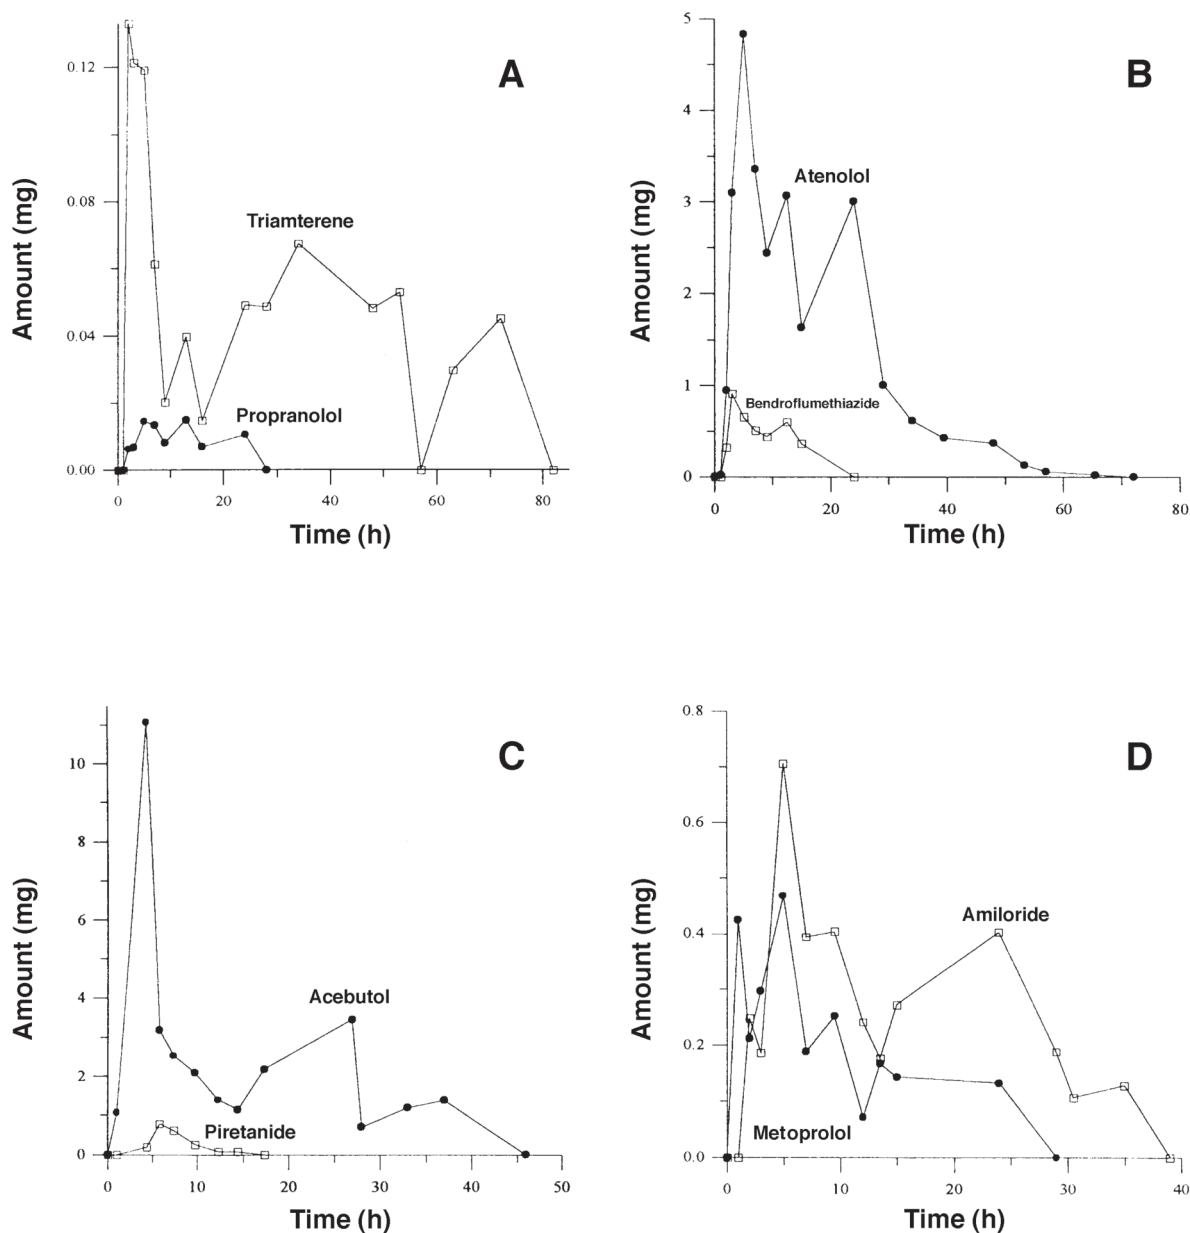 A
Amount (mg)
0.12
0.08
0.04
0.00
Triamterene
Propranolol
0 20 40 60 80
Time (h)
B
Amount (mg)
5
4
3
2
1
0
Atenolol
Bendroflumethiazide
0 20 40 60 80
Time (h)
C
Amount (mg)
10
8
6
4
2
0
Acebutol
Piretanide
0 10 20 30 40 50
Time (h)
D
Amount (mg)
0.8
0.6
0.4
0.2
0.0
Amiloride
Metoprolol
0 10 20 30 40
Time (h)